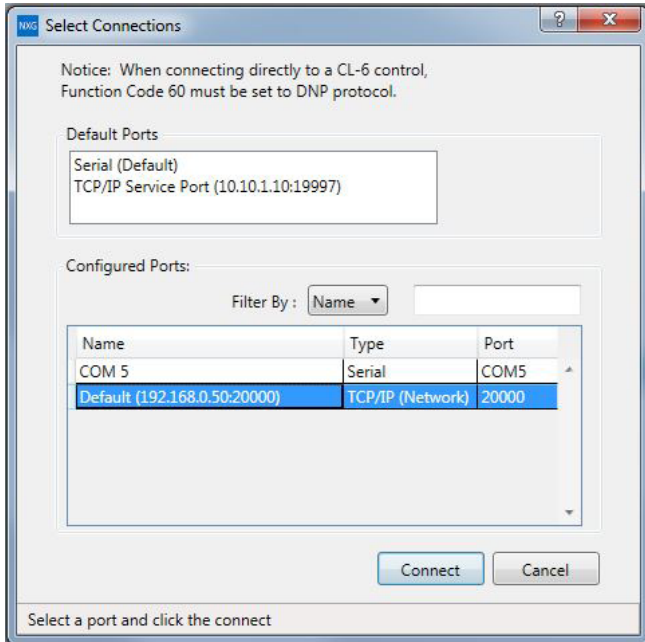 NXG Select Connections
Notice: When connecting directly to a CL-6 control,
Function Code 60 must be set to DNP protocol.
Default Ports
Serial (Default)
TCP/IP Service Port (10.10.1.10:19997)
Configured Ports:
Filter By : Name
Name Type Port
COM 5 Serial COM5
Default (192.168.0.50:20000) TCP/IP (Network) 20000
Connect Cancel
Select a port and click the connect